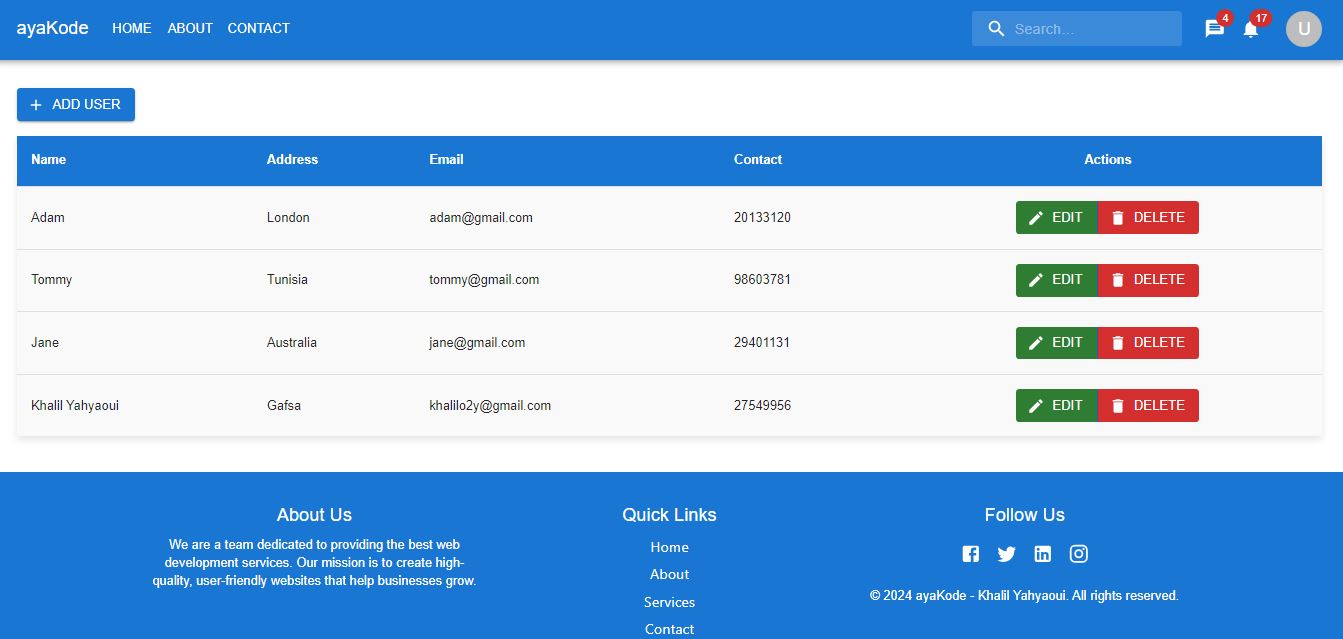 ayaKode HOME ABOUT CONTACT Search... 4 17 U
ADD USER
Name Address Email Contact Actions
Adam London adam@gmail.com 20133120 EDIT DELETE
Tommy Tunisia tommy@gmail.com 98603781 EDIT DELETE
Jane Australia jane@gmail.com 29401131 EDIT DELETE
Khalil Yahyaoui Gafsa khalilo2y@gmail.com 27549956 EDIT DELETE
About Us
We are a team dedicated to providing the best web
development services. Our mission is to create high-
quality, user-friendly websites that help businesses grow.
Quick Links
Home
About
Services
Contact
Follow Us
© 2024 ayaKode - Khalil Yahyaoui. All rights reserved.